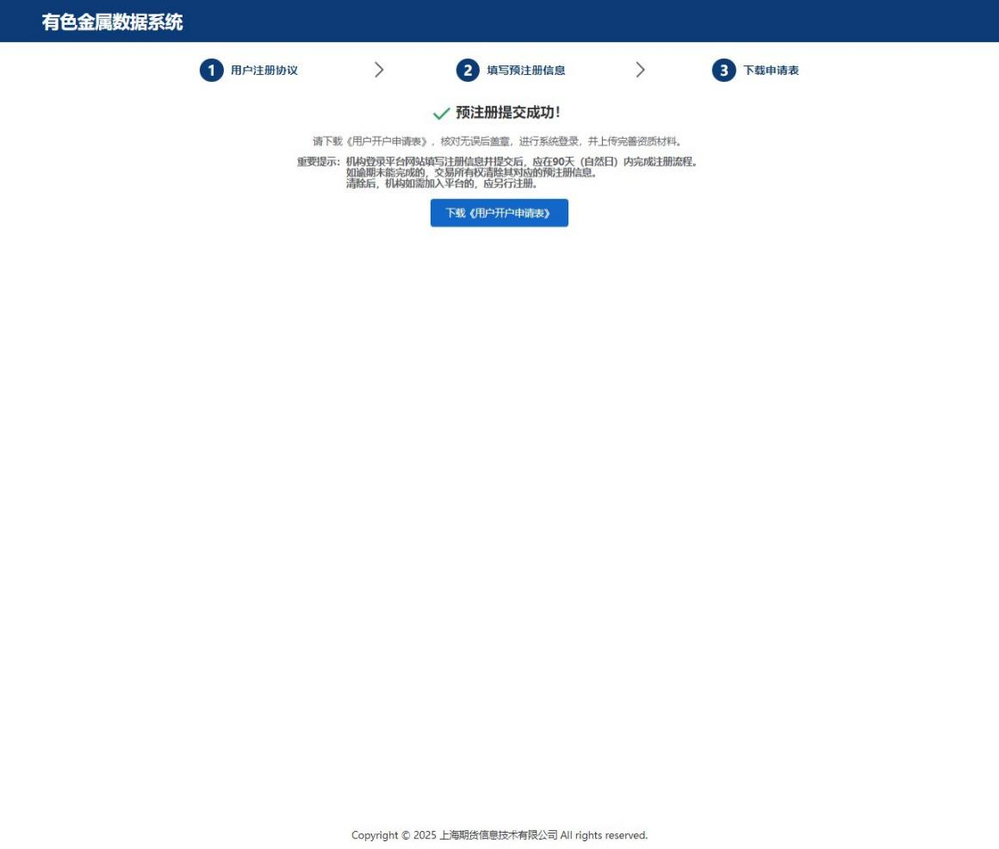 有色金属数据系统
1 用户注册协议
2 填写预注册信息
3 下载申请表
预注册提交成功！
请下载《用户开户申请表》，核对无误后盖章，进行系统登录，并上传完善资质材料。
重要提示：机构登录平台网站填写注册信息并提交后，应在90天（自然日）内完成注册流程。
如逾期未能完成的，交易所有权清除其对应的预注册信息。
清除后，机构如需加入平台的，应另行注册。
下载《用户开户申请表》
Copyright © 2025 上海期货信息技术有限公司 All rights reserved.